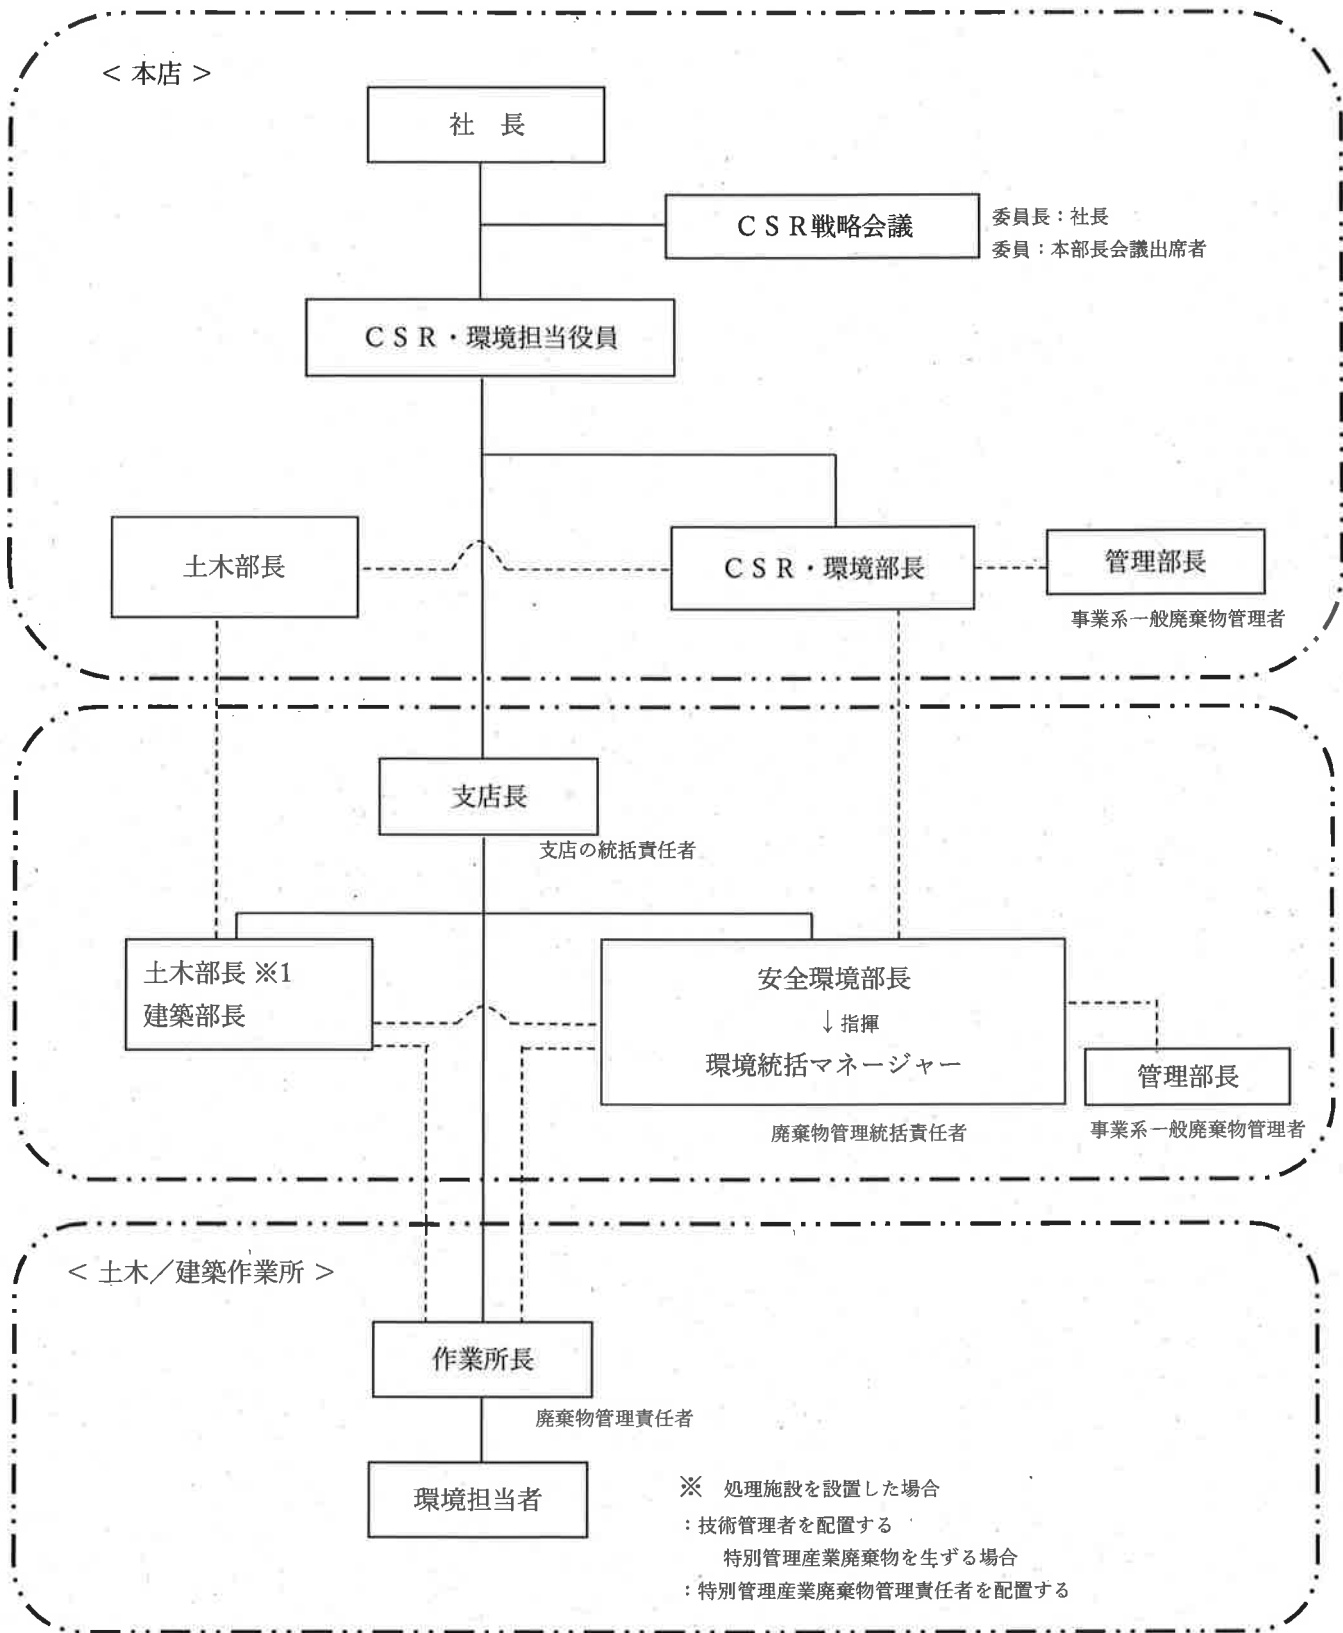 < 本店 >
社 長
ＣＳＲ戦略会議
委員長：社長
委員：本部長会議出席者
ＣＳＲ・環境担当役員
土木部長
ＣＳＲ・環境部長
管理部長
事業系一般廃棄物管理者
支店長
支店の統括責任者
土木部長 ※1
建築部長
安全環境部長
↓ 指揮
環境統括マネージャー
管理部長
廃棄物管理統括責任者
事業系一般廃棄物管理者
< 土木／建築作業所 >
作業所長
廃棄物管理責任者
環境担当者
※ 処理施設を設置した場合
：技術管理者を配置する
特別管理産業廃棄物を生ずる場合
：特別管理産業廃棄物管理責任者を配置する